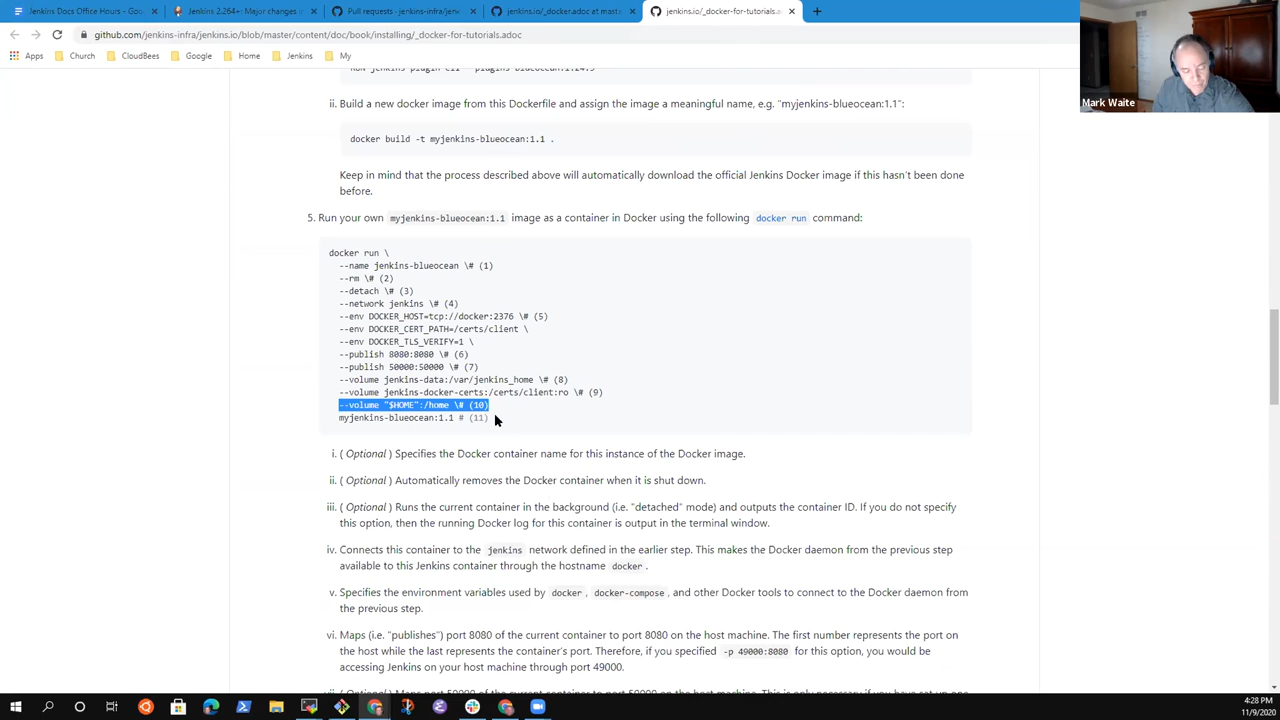 Jenkins Docs Office Hours - Goo
Jenkins 2.264+: Major changes in
Pull requests · jenkins-infra/jenk
jenkins.io/_docker.adoc at maste
jenkins.io/_docker-for-tutorials.a
github.com/jenkins-infra/jenkins.io/blob/master/content/doc/book/installing/_docker-for-tutorials.adoc
Apps Church CloudBees Google Home Jenkins My
Mark Waite
ii. Build a new docker image from this Dockerfile and assign the image a meaningful name, e.g. "myjenkins-blueocean:1.1":
docker build -t myjenkins-blueocean:1.1 .
Keep in mind that the process described above will automatically download the official Jenkins Docker image if this hasn't been done
before.
5. Run your own myjenkins-blueocean:1.1 image as a container in Docker using the following docker run command:
docker run \
--name jenkins-blueocean \# (1)
--rm \# (2)
--detach \# (3)
--network jenkins \# (4)
--env DOCKER_HOST=tcp://docker:2376 \# (5)
--env DOCKER_CERT_PATH=/certs/client \
--env DOCKER_TLS_VERIFY=1 \
--publish 8080:8080 \# (6)
--publish 50000:50000 \# (7)
--volume jenkins-data:/var/jenkins_home \# (8)
--volume jenkins-docker-certs:/certs/client:ro \# (9)
--volume "$HOME":/home \# (10)
myjenkins-blueocean:1.1 # (11)
i. ( Optional ) Specifies the Docker container name for this instance of the Docker image.
ii. ( Optional ) Automatically removes the Docker container when it is shut down.
iii. ( Optional ) Runs the current container in the background (i.e. "detached" mode) and outputs the container ID. If you do not specify
this option, then the running Docker log for this container is output in the terminal window.
iv. Connects this container to the jenkins network defined in the earlier step. This makes the Docker daemon from the previous step
available to this Jenkins container through the hostname docker .
v. Specifies the environment variables used by docker , docker-compose , and other Docker tools to connect to the Docker daemon from
the previous step.
vi. Maps (i.e. "publishes") port 8080 of the current container to port 8080 on the host machine. The first number represents the port on
the host while the last represents the container's port. Therefore, if you specified -p 49000:8080 for this option, you would be
accessing Jenkins on your host machine through port 49000.
4:28 PM
11/9/2020